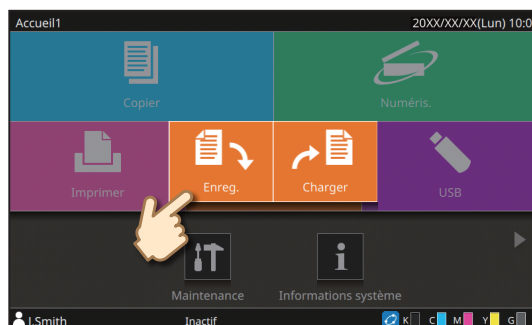 Accueil1 20XX/XX/XX(Lun) 10:0
Copier Numéris.
Imprimer Enreg. Charger USB
Maintenance Informations système
J.Smith Inactif K C M Y G